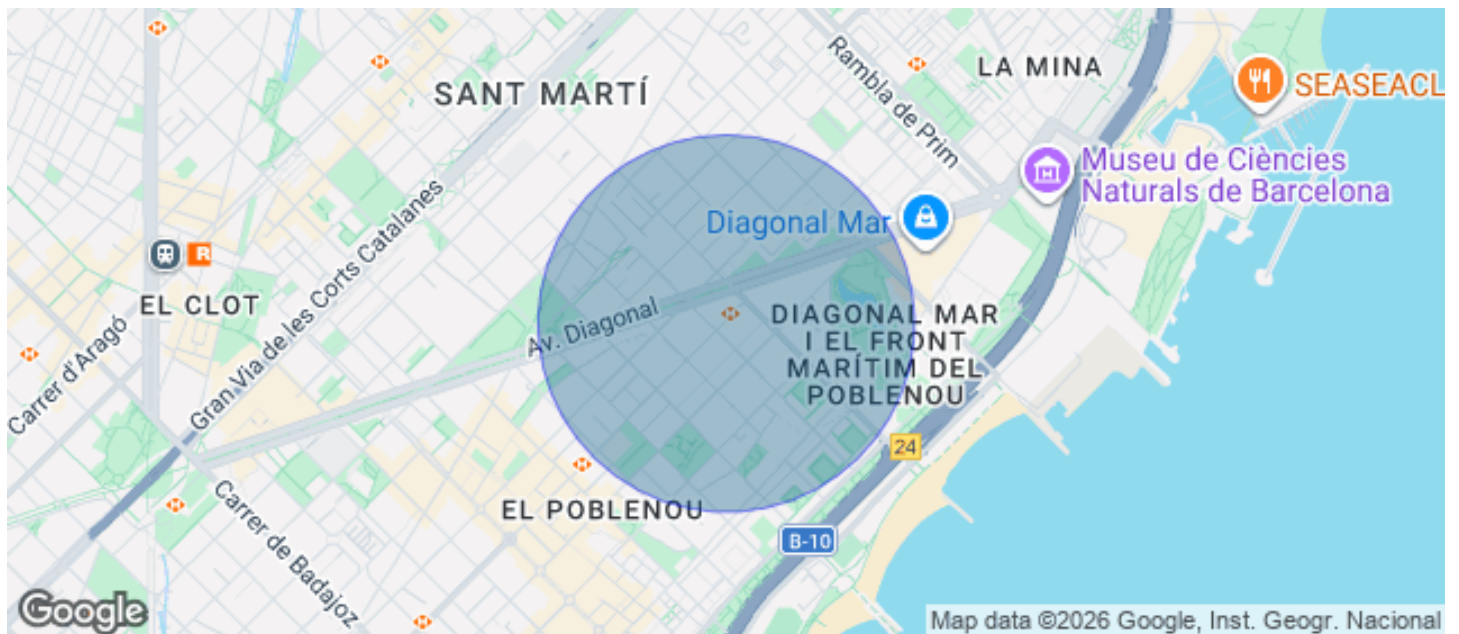 SANT MARTÍ
Rambla de Prim
LA MINA
SEASEACL
Museu de Ciències
Naturals de Barcelona
Diagonal Mar
Gran Via de les Corts Catalanes
R
EL CLOT
Carrer d'Aragó
Av. Diagonal
DIAGONAL MAR
I EL FRONT
MARÍTIM DEL
POBLENOU
24
EL POBLENOU
Carrer de Badajoz
B-10
Google
Map data ©2026 Google, Inst. Geogr. Nacional